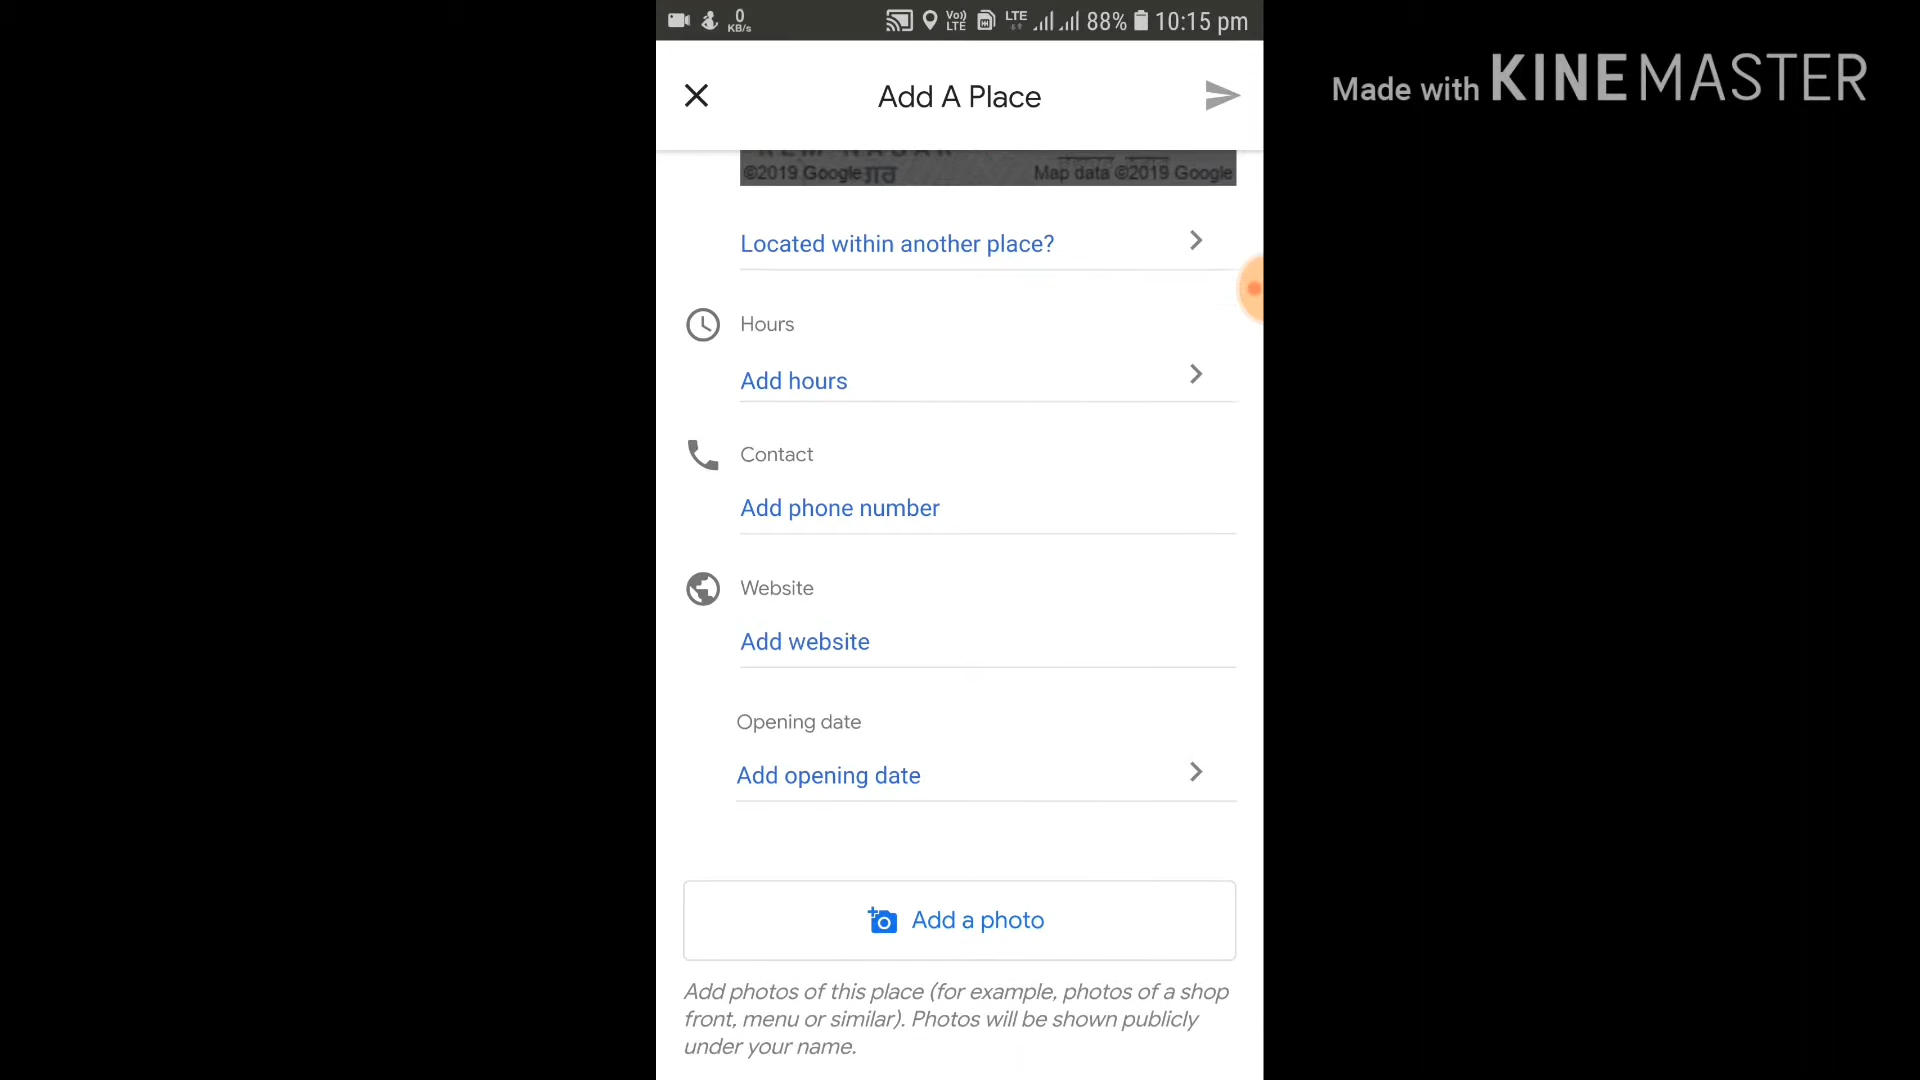 0
KB/s
Vo))
LTE
LTE
88%
10:15 pm
Made with KINEMASTER
Add A Place
©2019 Google
Map data ©2019 Google
Located within another place?
Hours
Add hours
Contact
Add phone number
Website
Add website
Opening date
Add opening date
Add a photo
Add photos of this place (for example, photos of a shop
front, menu or similar). Photos will be shown publicly
under your name.